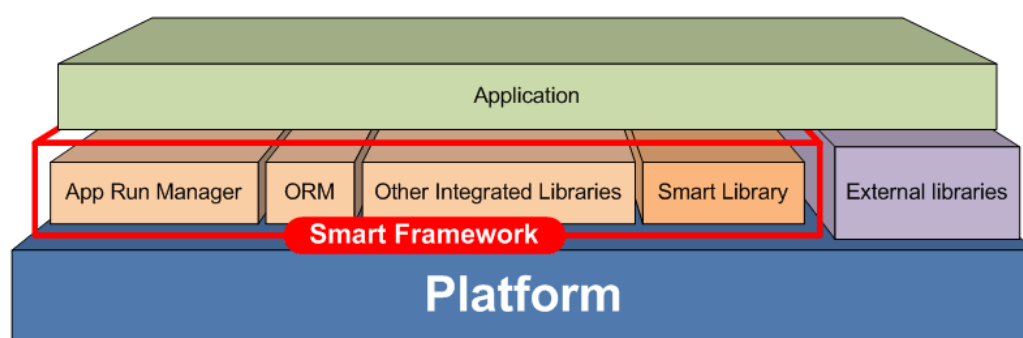 Application
App Run Manager
ORM
Other Integrated Libraries
Smart Library
External libraries
Smart Framework
Platform